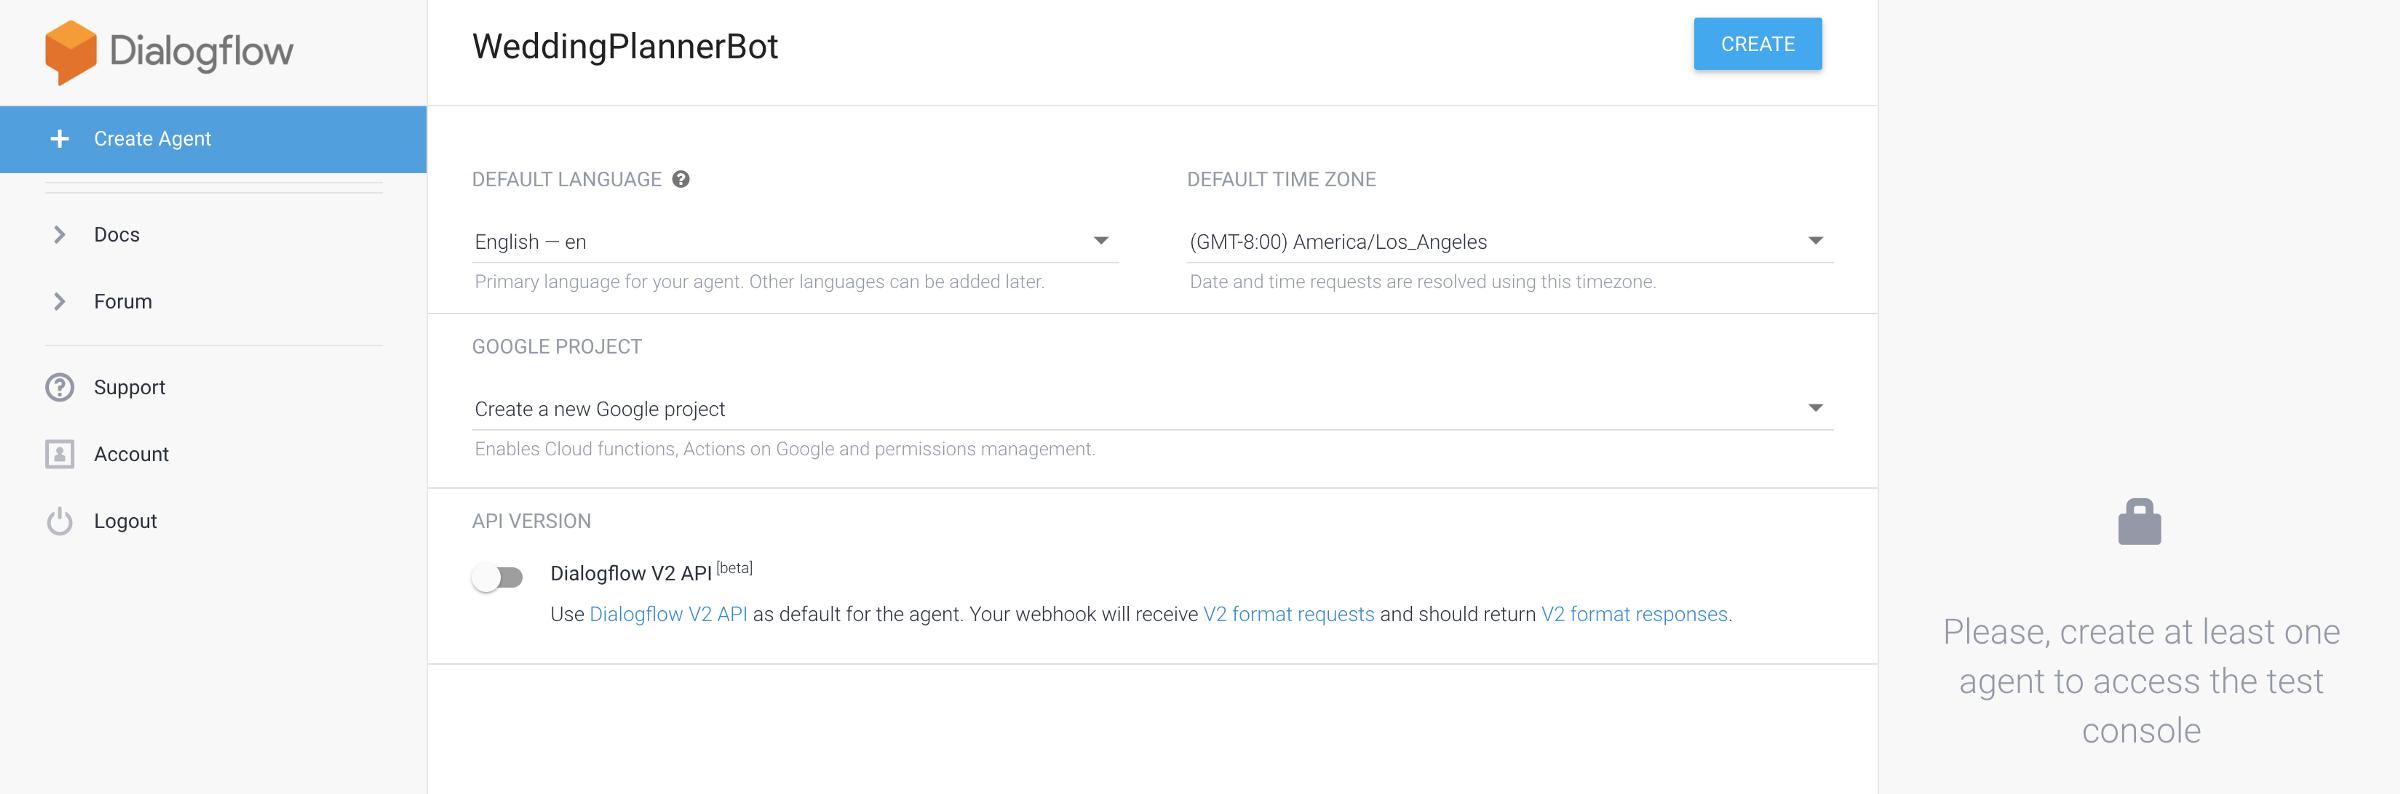 Dialogflow
Create Agent
Docs
Forum
Support
Account
Logout
WeddingPlannerBot
CREATE
DEFAULT LANGUAGE ?
English — en
Primary language for your agent. Other languages can be added later.
DEFAULT TIME ZONE
(GMT-8:00) America/Los_Angeles
Date and time requests are resolved using this timezone.
GOOGLE PROJECT
Create a new Google project
Enables Cloud functions, Actions on Google and permissions management.
API VERSION
Dialogflow V2 API [beta]
Use Dialogflow V2 API as default for the agent. Your webhook will receive V2 format requests and should return V2 format responses.
Please, create at least one
agent to access the test
console